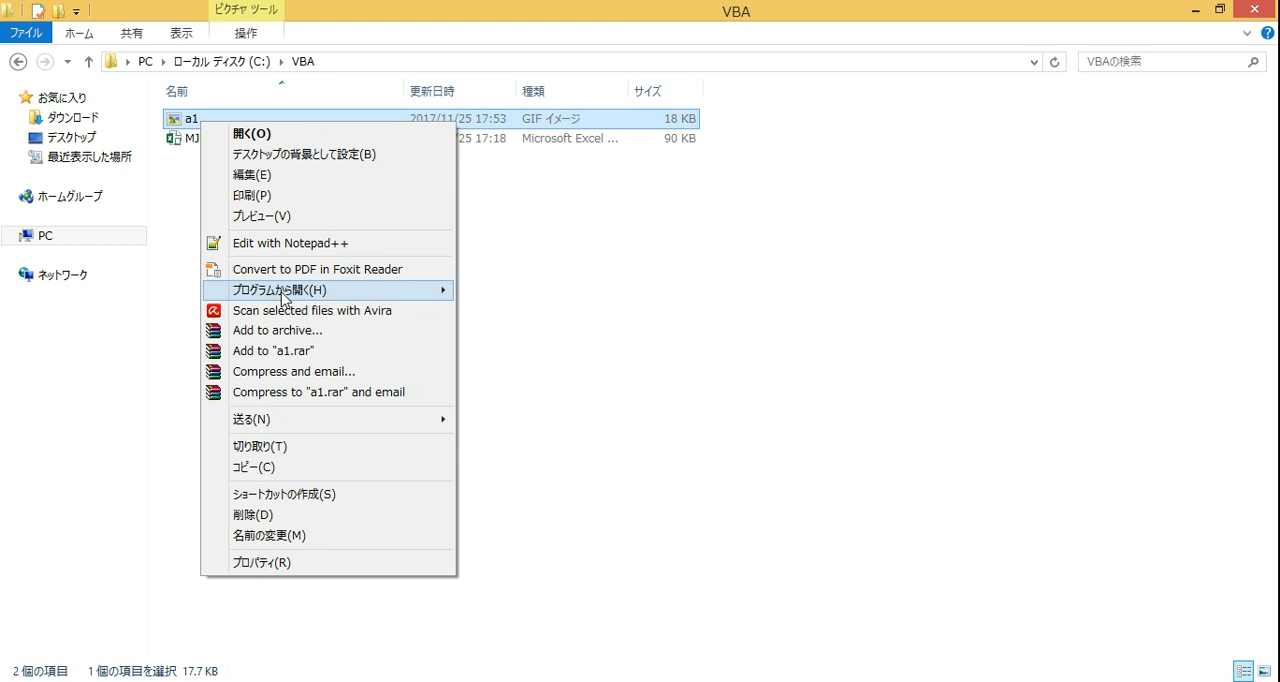 ピクチャ ツール
VBA
ファイル ホーム 共有 表示 操作
PC ローカル ディスク (C:) VBA
VBAの検索
名前 更新日時 種類 サイズ
お気に入り
ダウンロード
デスクトップ
最近表示した場所
ホームグループ
PC
ネットワーク
a1 2017/11/25 17:53 GIF イメージ 18 KB
MJ 25 17:18 Microsoft Excel ... 90 KB
開く(O)
デスクトップの背景として設定(B)
編集(E)
印刷(P)
プレビュー(V)
Edit with Notepad++
Convert to PDF in Foxit Reader
プログラムから開く(H)
Scan selected files with Avira
Add to archive...
Add to "a1.rar"
Compress and email...
Compress to "a1.rar" and email
送る(N)
切り取り(T)
コピー(C)
ショートカットの作成(S)
削除(D)
名前の変更(M)
プロパティ(R)
2 個の項目 1 個の項目を選択 17.7 KB